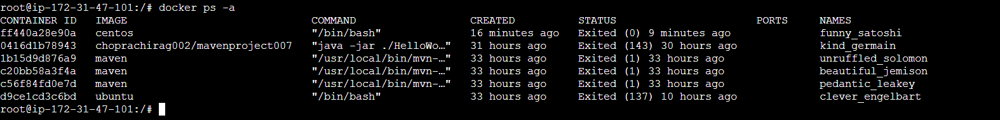 root@ip-172-31-47-101:/# docker ps -a
CONTAINER ID   IMAGE                             COMMAND                  CREATED          STATUS                      PORTS     NAMES
ff440a28e90a   centos                            "/bin/bash"              16 minutes ago   Exited (0) 9 minutes ago              funny_satoshi
0416d1b78943   choprachirag002/mavenproject007   "java -jar ./HelloWo…"   31 hours ago     Exited (143) 30 hours ago             kind_germain
1b15d9d876a9   maven                             "/usr/local/bin/mvn-…"   33 hours ago     Exited (1) 33 hours ago               unruffled_solomon
c20bb58a3f4a   maven                             "/usr/local/bin/mvn-…"   33 hours ago     Exited (1) 33 hours ago               beautiful_jemison
c56f84fd0e7d   maven                             "/usr/local/bin/mvn-…"   33 hours ago     Exited (1) 33 hours ago               pedantic_leakey
d9ce1cd3c6bd   ubuntu                            "/bin/bash"              33 hours ago     Exited (137) 10 hours ago             clever_engelbart
root@ip-172-31-47-101:/#